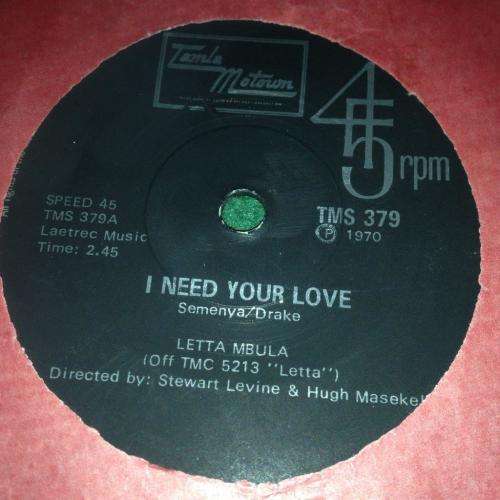 Tamla
Motown
45
rpm
SPEED 45
TMS 379A
Laetrec Music
Time: 2.45
TMS 379
Ⓟ 1970
I NEED YOUR LOVE
Semenya/Drake
LETTA MBULA
(Off TMC 5213 "Letta")
Directed by: Stewart Levine & Hugh Masekel